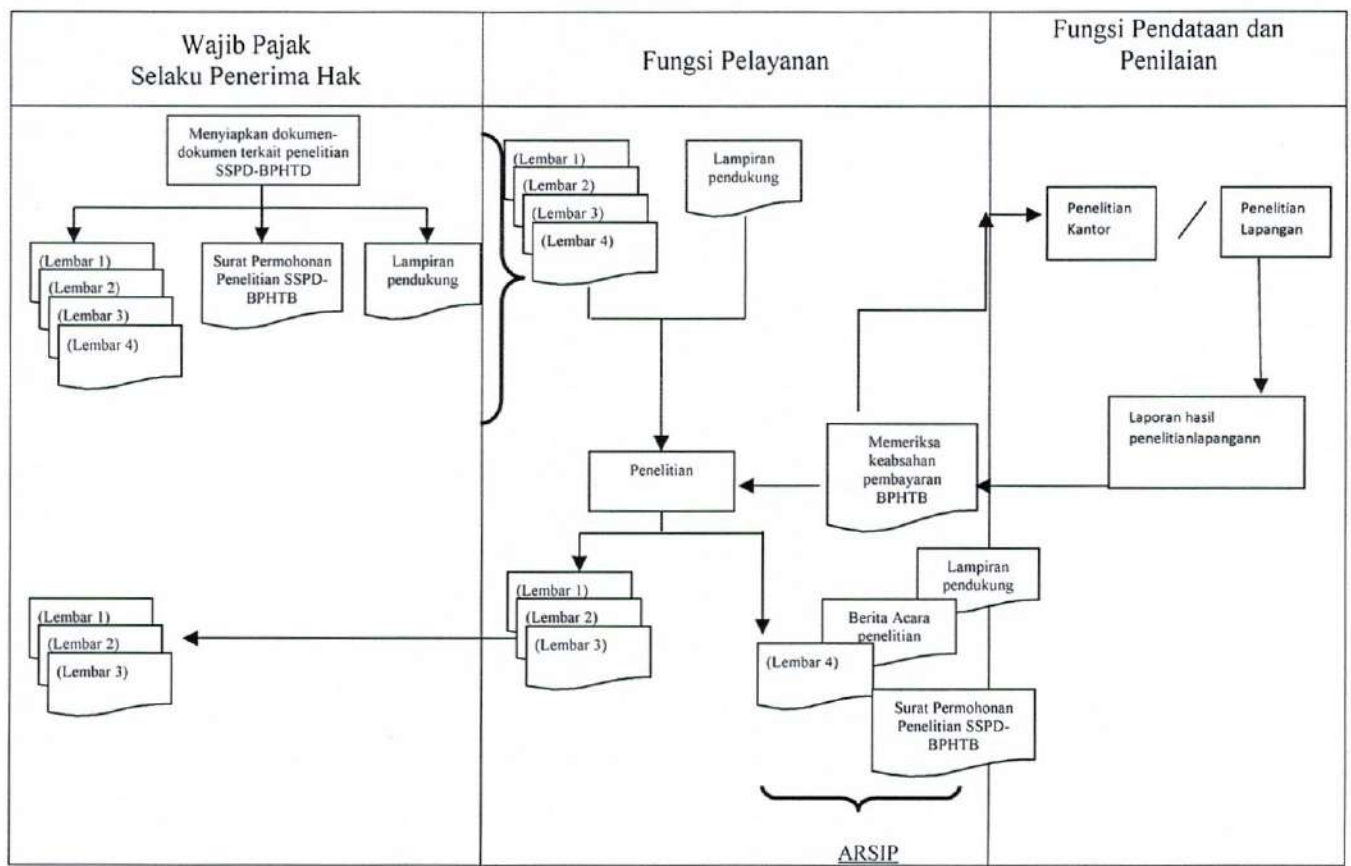 Wajib Pajak
Selaku Penerima Hak
Fungsi Pelayanan
Fungsi Pendataan dan
Penilaian
Menyiapkan dokumen-
dokumen terkait penelitian
SSPD-BPHTD
(Lembar 1)
(Lembar 2)
(Lembar 3)
(Lembar 4)
Surat Permohonan
Penelitian SSPD-
BPHTB
Lampiran
pendukung
(Lembar 1)
(Lembar 2)
(Lembar 3)
(Lembar 4)
Lampiran
pendukung
Penelitian
Kantor
/
Penelitian
Lapangan
Laporan hasil
penelitianlapangann
Memeriksa
keabsahan
pembayaran
BPHTB
Penelitian
(Lembar 1)
(Lembar 2)
(Lembar 3)
(Lembar 1)
(Lembar 2)
(Lembar 3)
Lampiran
pendukung
Berita Acara
penelitian
(Lembar 4)
Surat Permohonan
Penelitian SSPD-
BPHTB
ARSIP